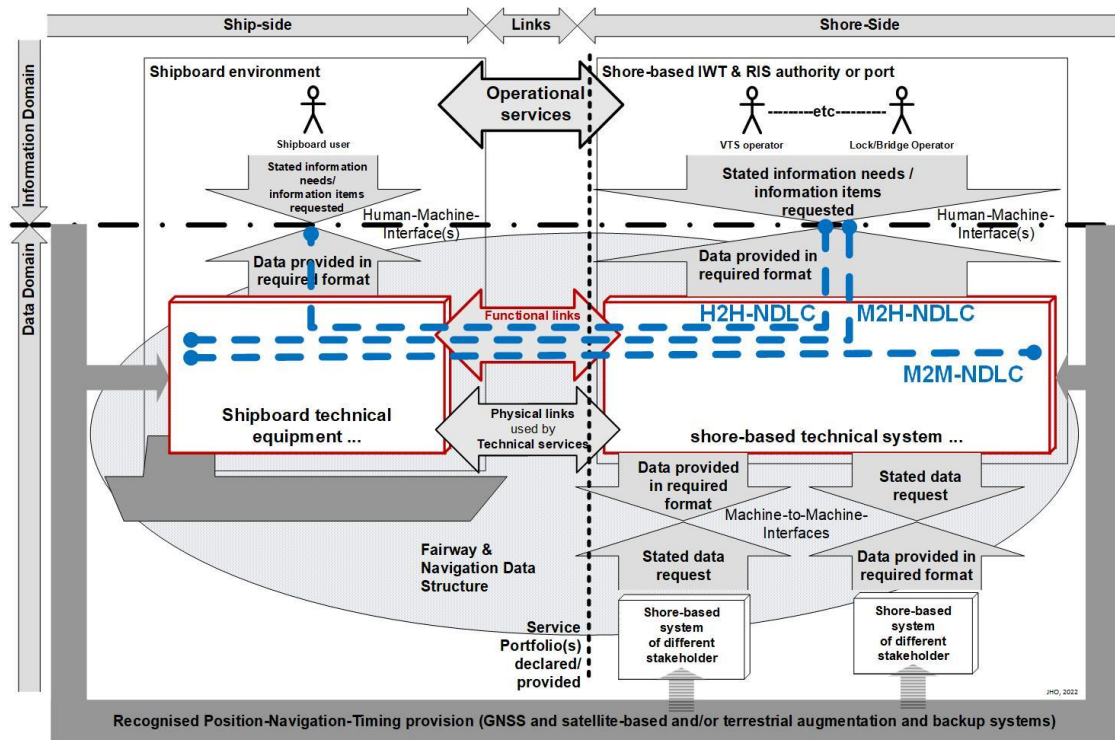 Ship-side
Links
Shore-Side
Information Domain
Data Domain
Shipboard environment
Operational
services
Shore-based IWT & RIS authority or port
Shipboard user
VTS operator
---------etc---------
Lock/Bridge Operator
Stated information
needs/
information items
requested
Stated information needs /
information items
requested
Human-Machine-
Interface(s)
Human-Machine-
Interface(s)
Data provided in
required format
Data provided in
required format
Functional links
H2H-NDLC
M2H-NDLC
M2M-NDLC
Shipboard technical
equipment ...
Physical links
used by
Technical services
shore-based technical system ...
Data provided
in required
format
Stated data
request
Machine-to-Machine-
Interfaces
Stated data
request
Data provided in
required format
Fairway &
Navigation Data
Structure
Service
Portfolio(s)
declared/
provided
Shore-based
system
of different
stakeholder
Shore-based
system
of different
stakeholder
JHO, 2022
Recognised Position-Navigation-Timing provision (GNSS and satellite-based and/or terrestrial augmentation and backup systems)